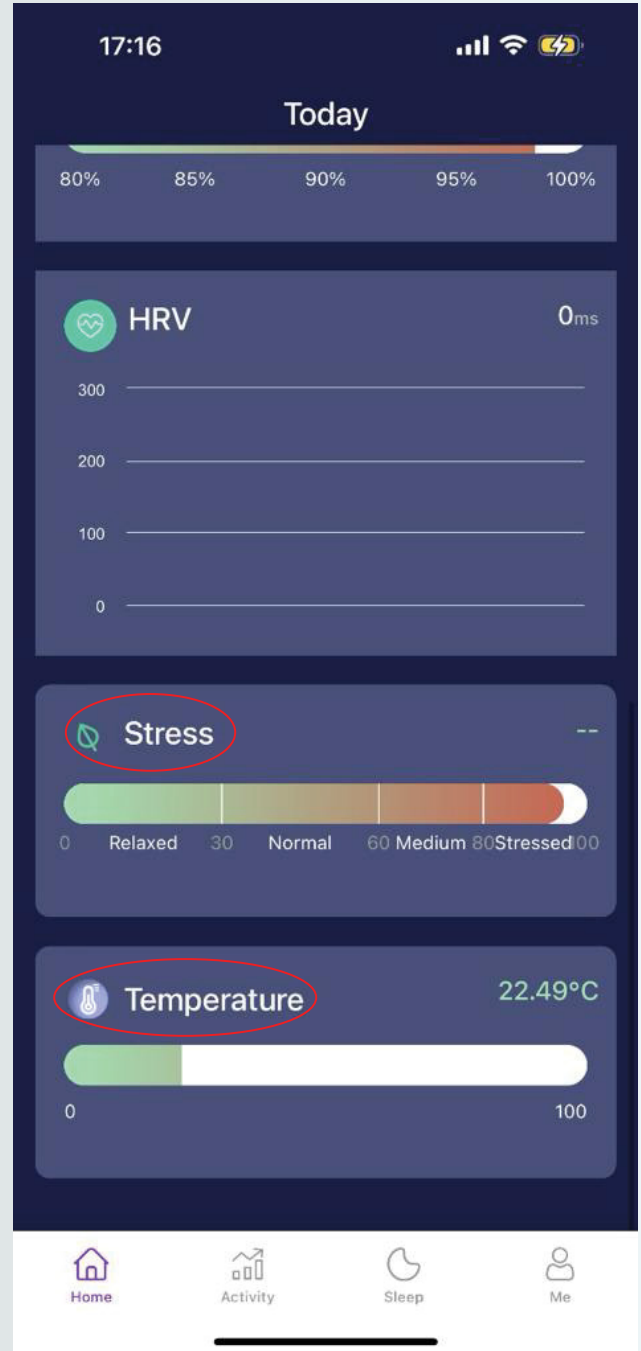 17:16
Today
80% 85% 90% 95% 100%
HRV 0ms
300
200
100
0
Stress --
0 Relaxed 30 Normal 60 Medium 80 Stressed 100
Temperature 22.49°C
0 100
Home Activity Sleep Me